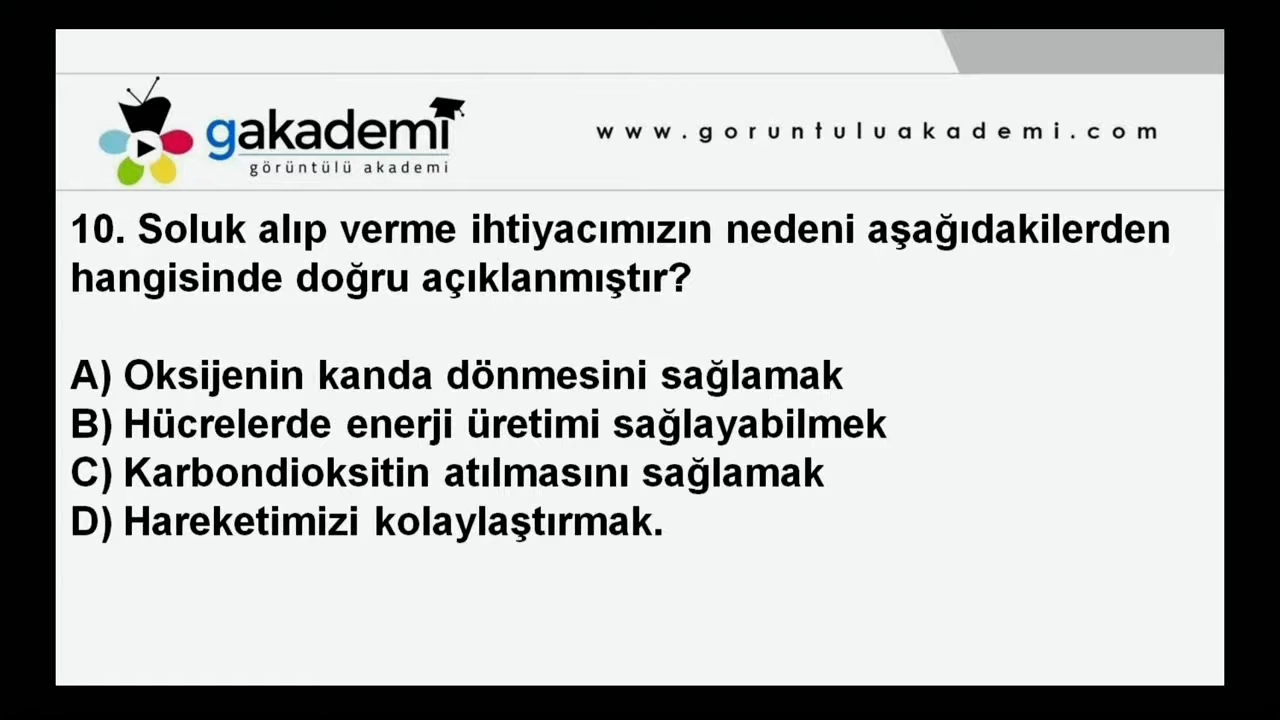 gakademi
görüntülü akademi
www.goruntuluakademi.com
10. Soluk alıp verme ihtiyacımızın nedeni aşağıdakilerden
hangisinde doğru açıklanmıştır?
A) Oksijenin kanda dönmesini sağlamak
B) Hücrelerde enerji üretimi sağlayabilmek
C) Karbondioksitin atılmasını sağlamak
D) Hareketimizi kolaylaştırmak.